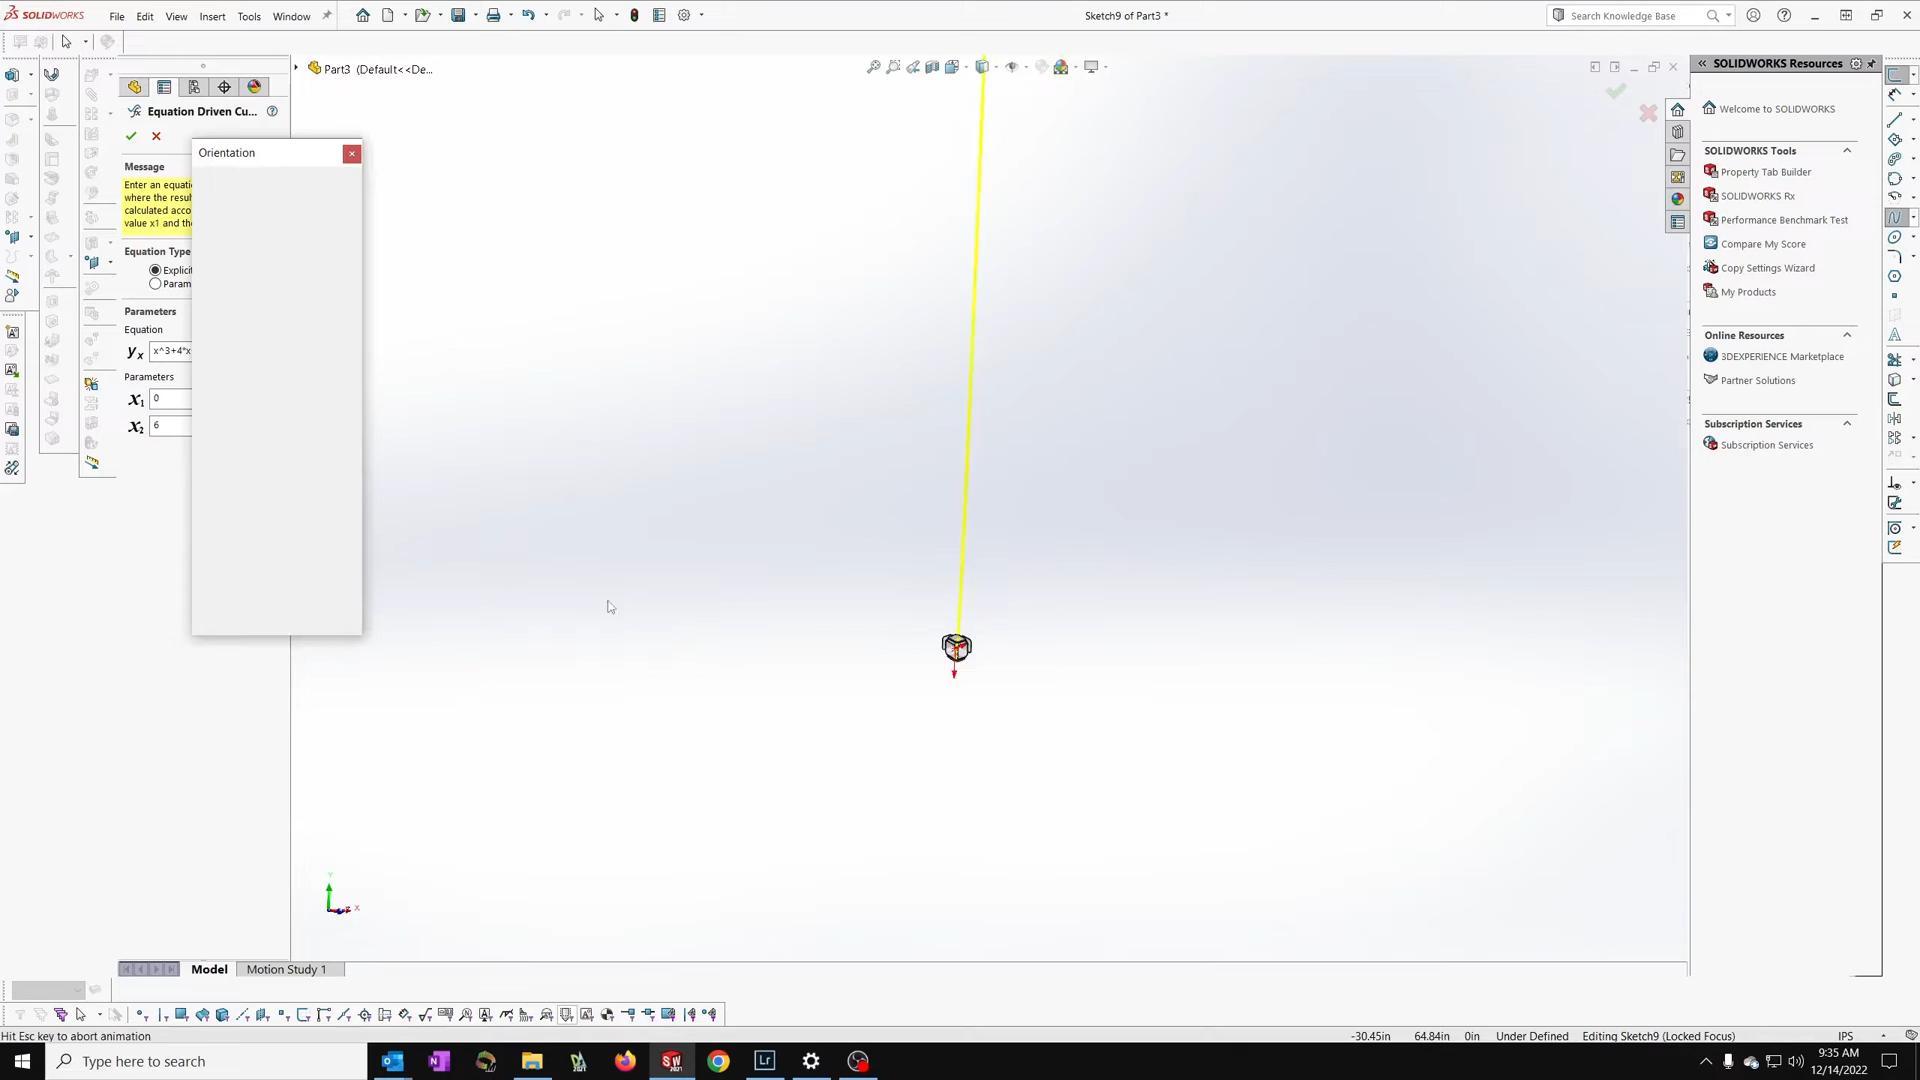 SOLIDWORKS File Edit View Insert Tools Window Sketch9 of Part3 * Search Knowledge Base
Part3 (Default<<De...
Equation Driven Cu...
Orientation
Message
Enter an equati
where the resul
calculated acco
value x1 and the
Equation Type
Explicit
Param
Parameters
Equation
yx x^3+4*x
Parameters
x1 0
x2 6
SOLIDWORKS Resources
Welcome to SOLIDWORKS
SOLIDWORKS Tools
Property Tab Builder
SOLIDWORKS Rx
Performance Benchmark Test
Compare My Score
Copy Settings Wizard
My Products
Online Resources
3DEXPERIENCE Marketplace
Partner Solutions
Subscription Services
Subscription Services
Y
X
Model Motion Study 1
Hit Esc key to abort animation -30.45in 64.84in 0in Under Defined Editing Sketch9 (Locked Focus) IPS
Type here to search
9:35 AM
12/14/2022